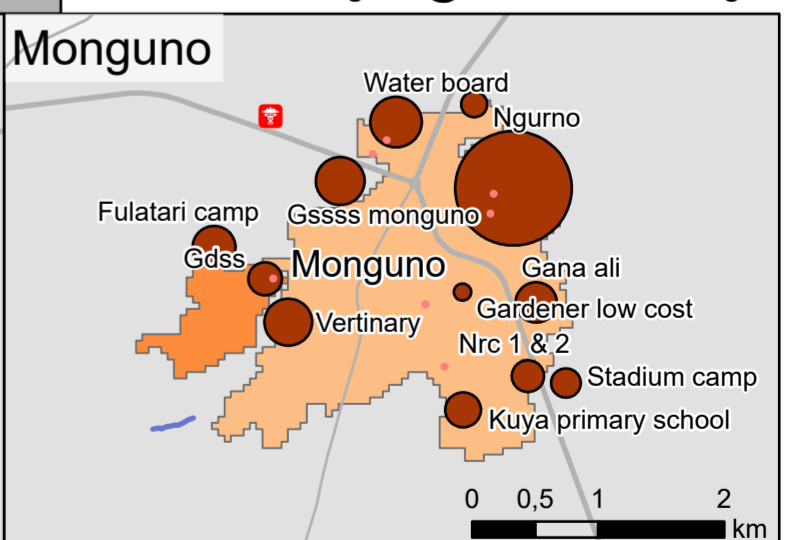 Monguno
Water board
Ngurno
Fulatari camp
Gssss monguno
Gdss
Monguno
Gana ali
Gardener low cost
Vertinary
Nrc 1 & 2
Stadium camp
Kuya primary school
0 0,5 1 2
km